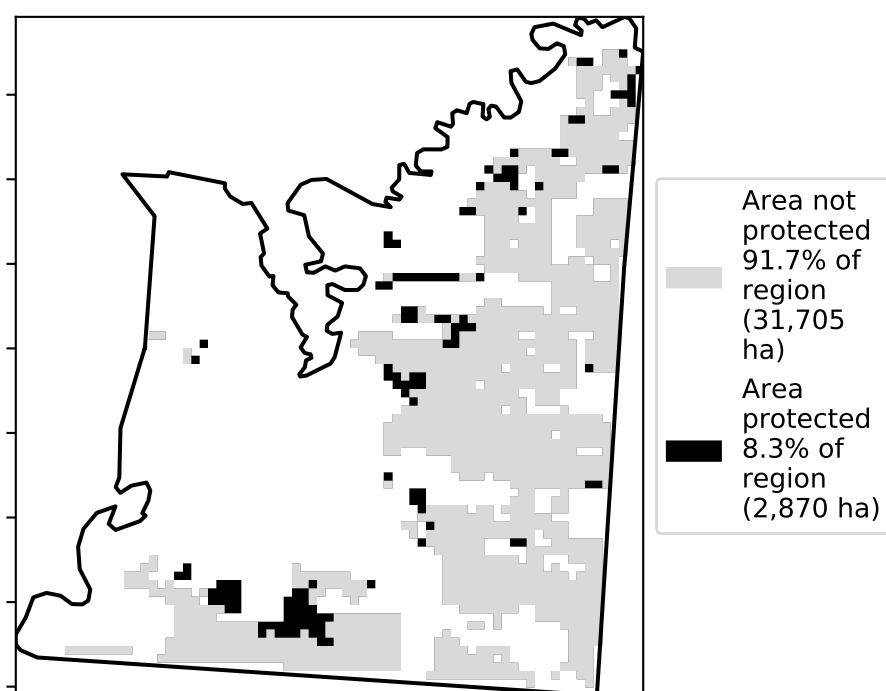 Area not
protected
91.7% of
region
(31,705
ha)
Area
protected
8.3% of
region
(2,870 ha)